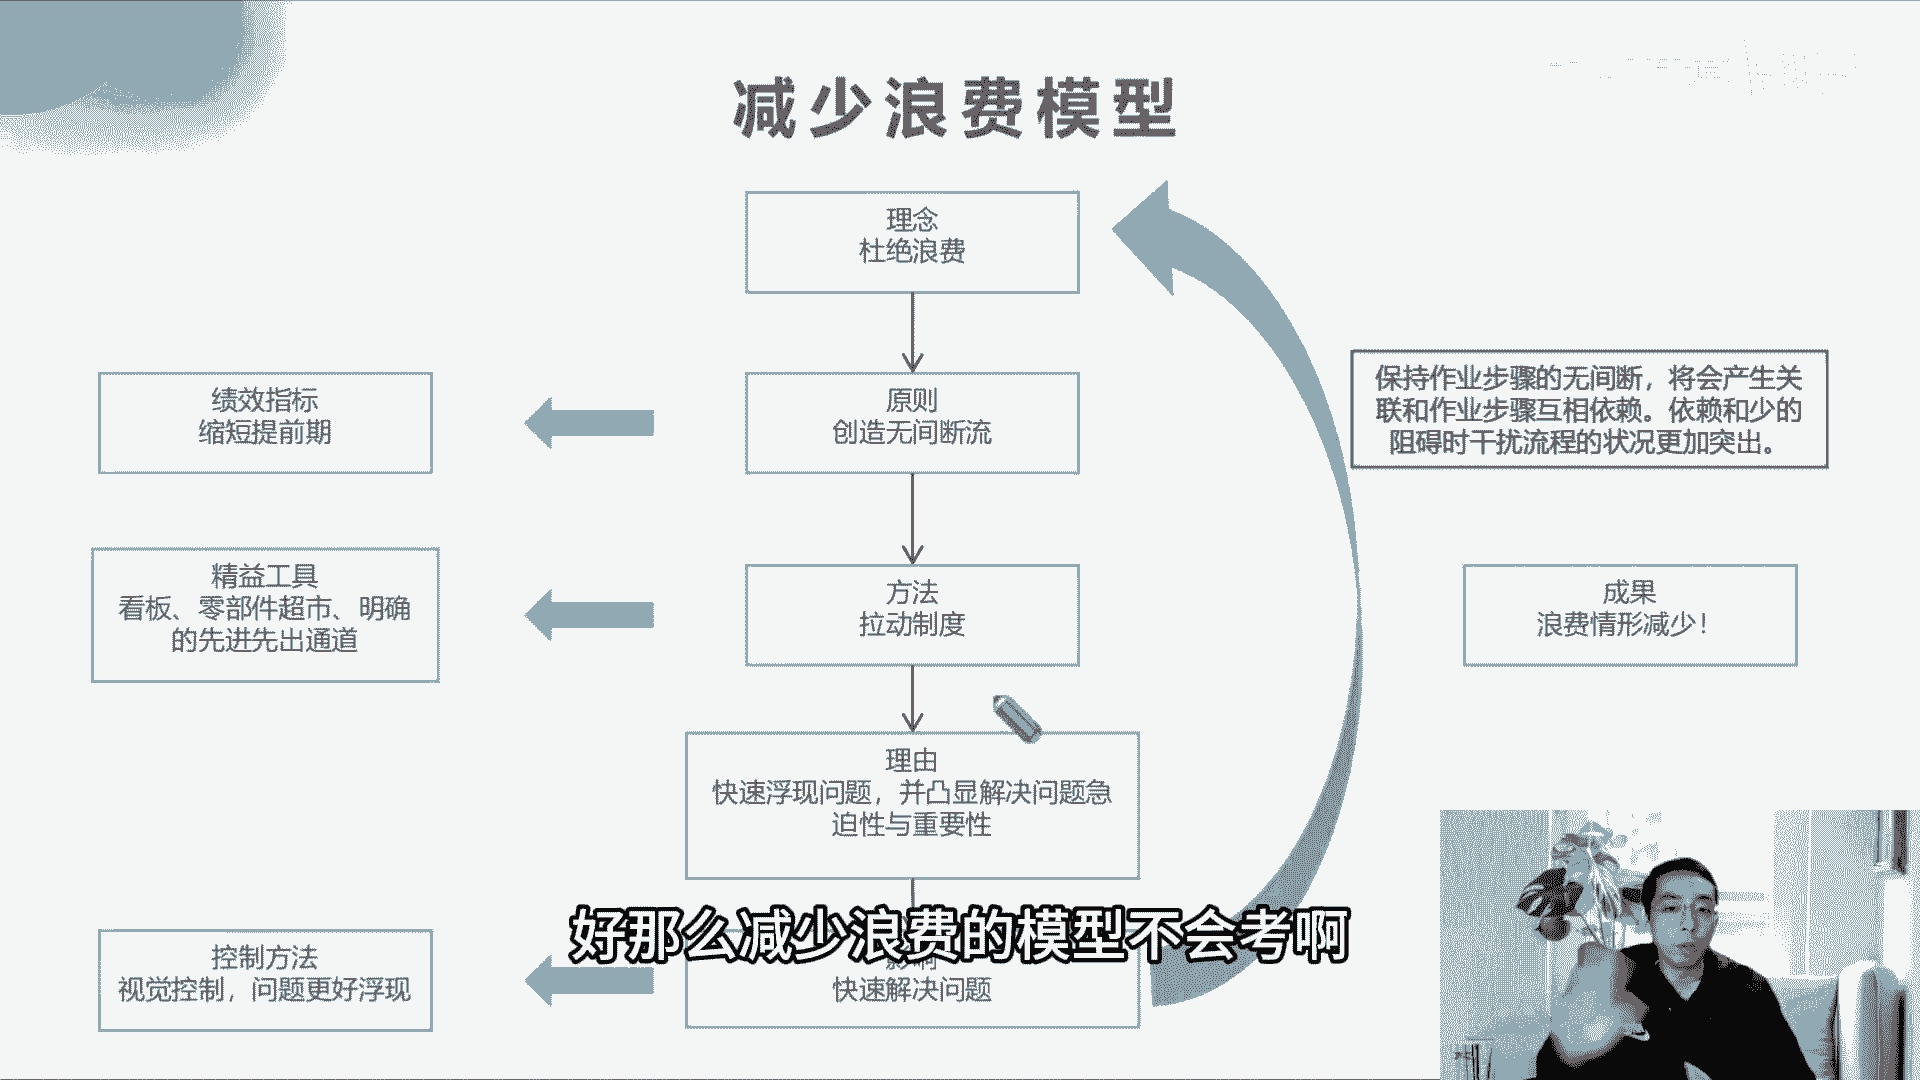 减少浪费模型
理念
杜绝浪费
绩效指标
缩短提前期
原则
创造无间断流
保持作业步骤的无间断，将会产生关
联和作业步骤互相依赖。依赖和少的
阻碍时干扰流程的状况更加突出。
精益工具
看板、零部件超市、明确
的先进先出通道
方法
拉动制度
成果
浪费情形减少！
理由
快速浮现问题，并凸显解决问题急
迫性与重要性
控制方法
视觉控制，问题更好浮现
影响
快速解决问题
好那么减少浪费的模型不会考啊